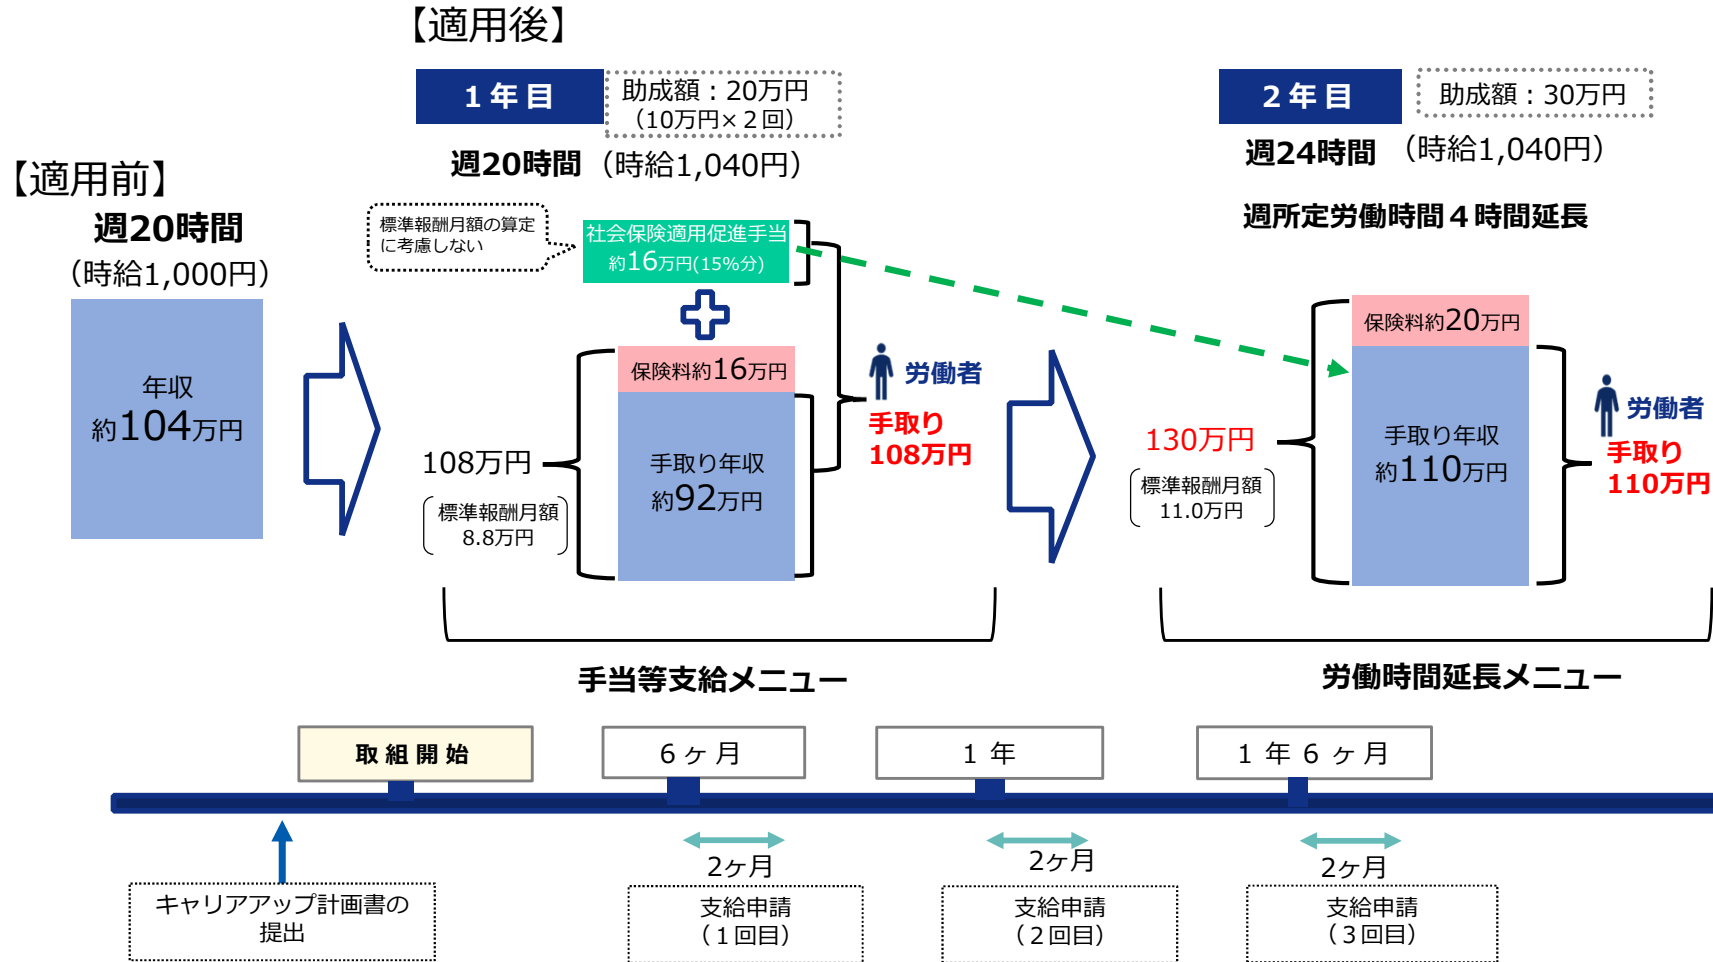 【適用後】
1年目
助成額：20万円
（10万円×２回）
週20時間（時給1,040円）
２年目
助成額：30万円
週24時間（時給1,040円）
週所定労働時間４時間延長
【適用前】
週20時間
（時給1,000円）
年収
約104万円
標準報酬月額の算定
に考慮しない
社会保険適用促進手当
約16万円(15%分)
保険料約16万円
手取り年収
約92万円
108万円
標準報酬月額
8.8万円
労働者
手取り
108万円
保険料約20万円
手取り年収
約110万円
130万円
標準報酬月額
11.0万円
労働者
手取り
110万円
手当等支給メニュー
労働時間延長メニュー
取組開始
６ヶ月
１年
１年６ヶ月
2ヶ月
2ヶ月
2ヶ月
キャリアアップ計画書の
提出
支給申請
（１回目）
支給申請
（２回目）
支給申請
（３回目）